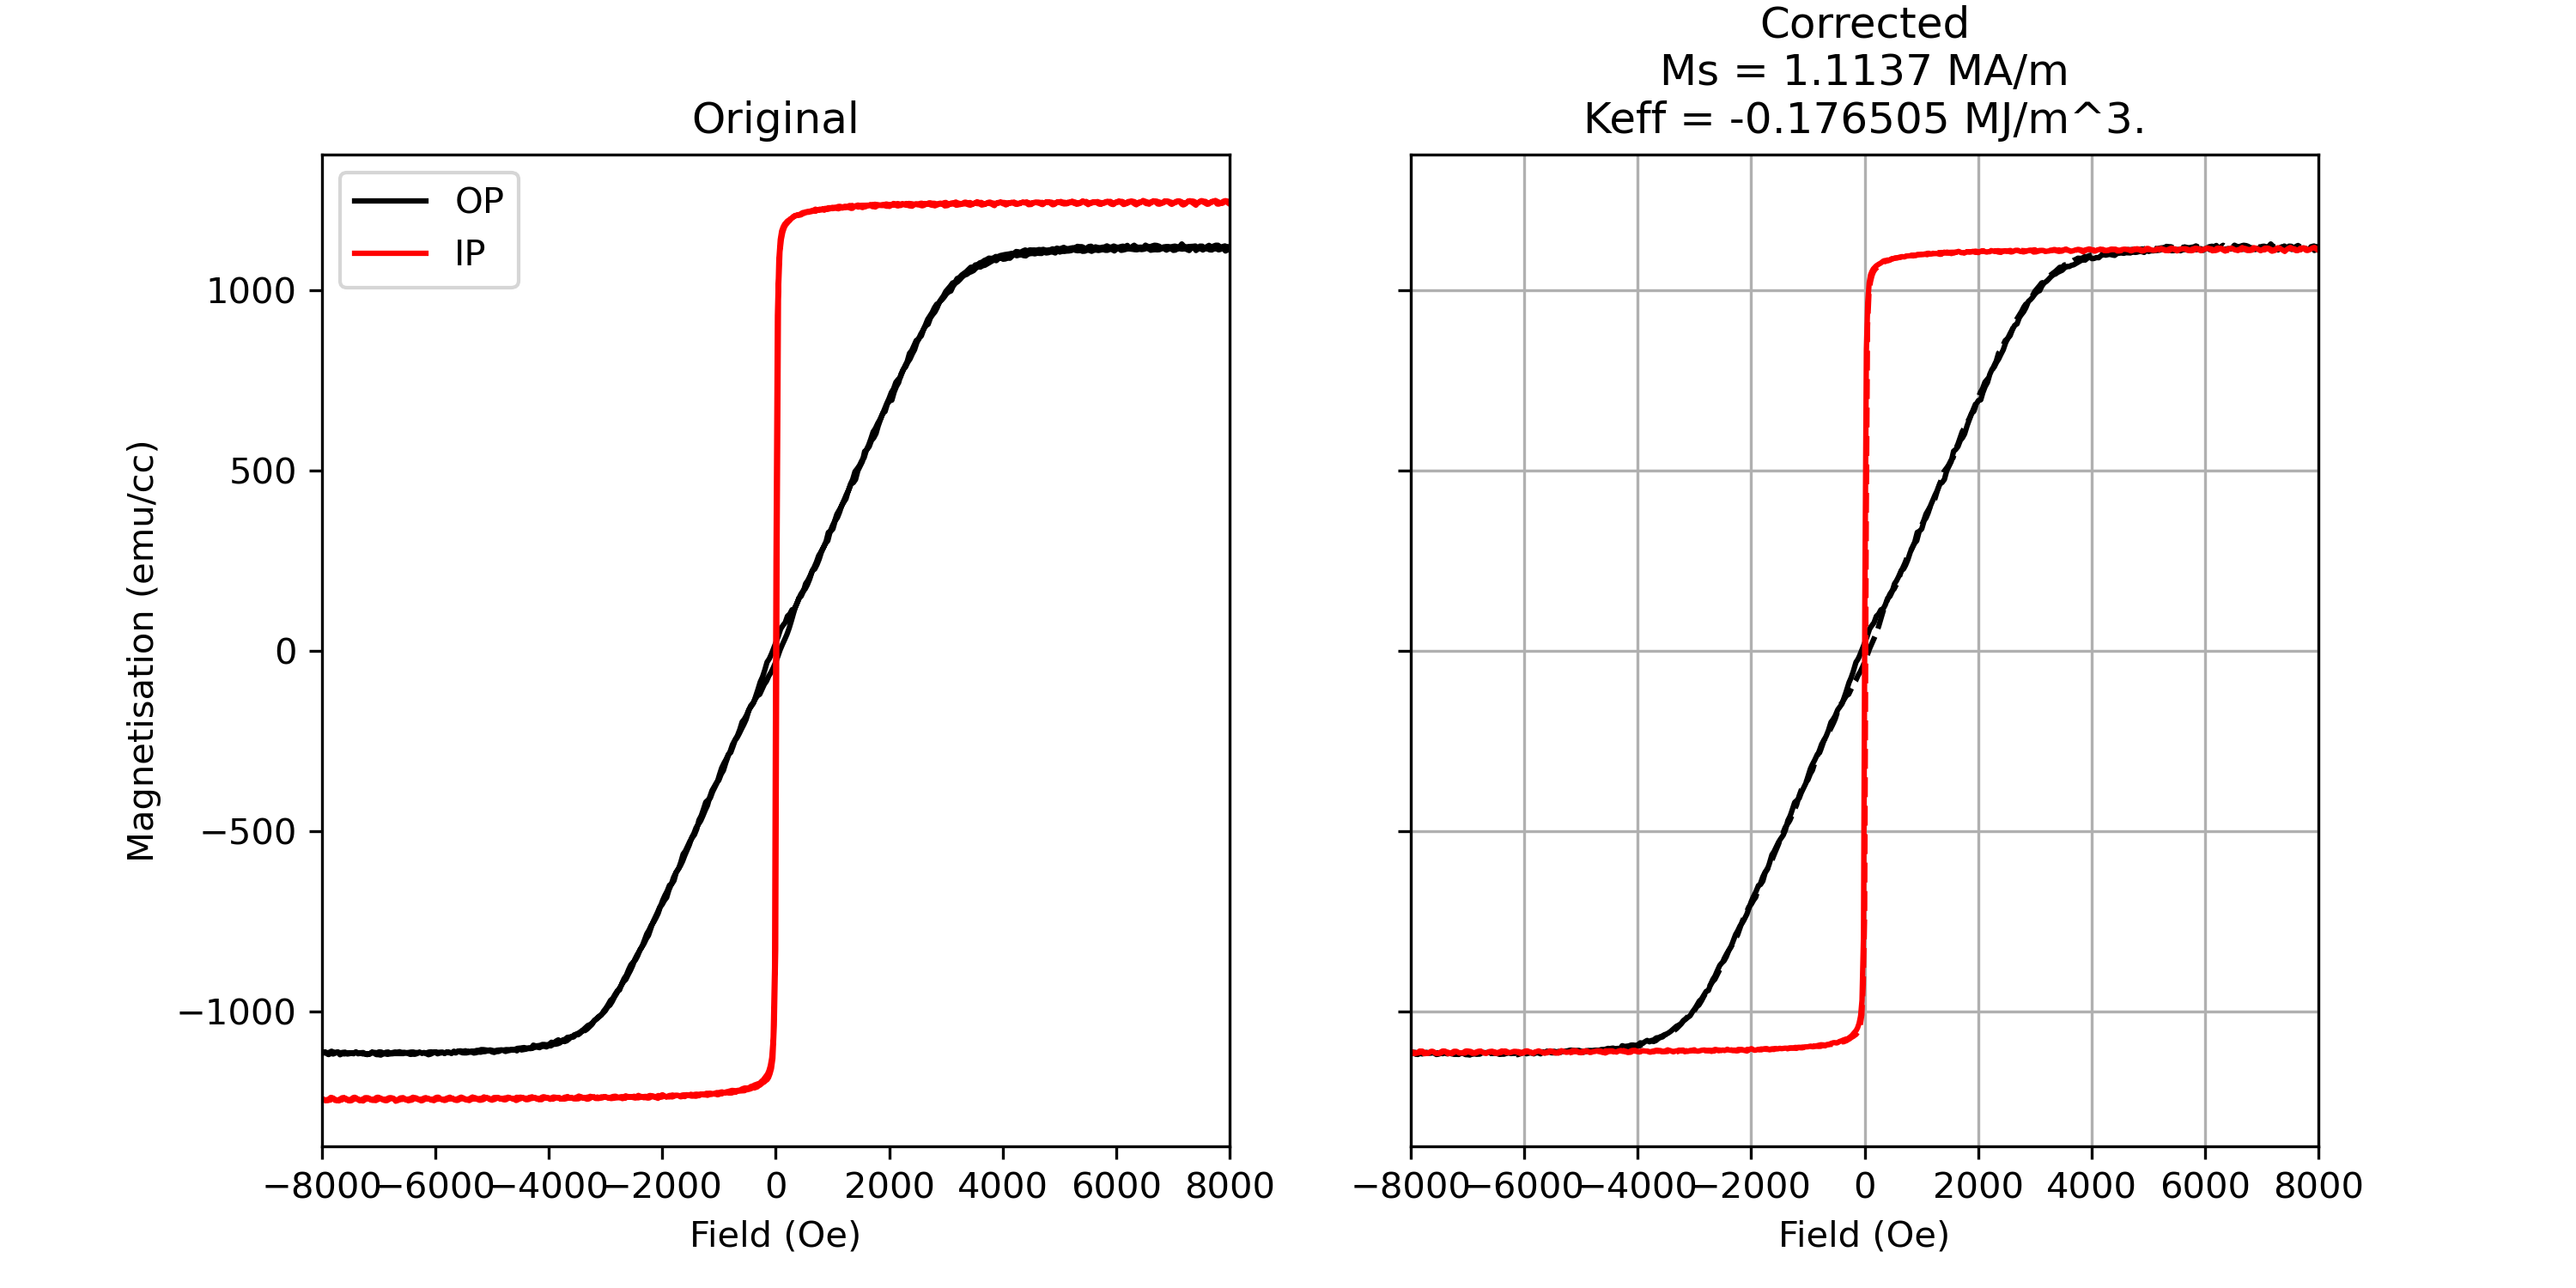 Original
OP
IP
1000
500
0
−500
−1000
Magnetisation (emu/cc)
−8000 −6000 −4000 −2000 0 2000 4000 6000 8000
Field (Oe)
Corrected
Ms = 1.1137 MA/m
Keff = -0.176505 MJ/m^3.
−8000 −6000 −4000 −2000 0 2000 4000 6000 8000
Field (Oe)